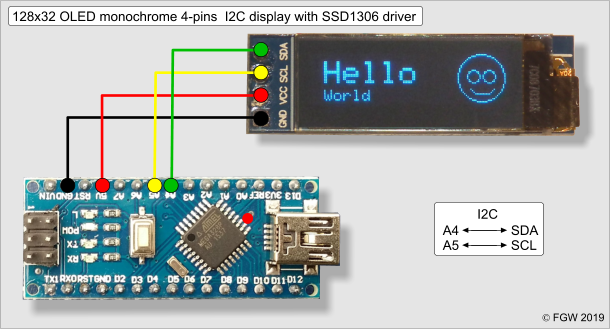 128x32 OLED monochrome 4-pins I2C display with SSD1306 driver
SDA
SCL
VCC
GND
Hello
World
VIN GND RST 5V A7 A6 A5 A4 A3 A2 A1 A0 REF 3V3 D13
L
POW
TX
RX
TX1 RX0 RST GND D2 D3 D4 D5 D6 D7 D8 D9 D10 D11 D12
I2C
A4 SDA
A5 SCL
© FGW 2019